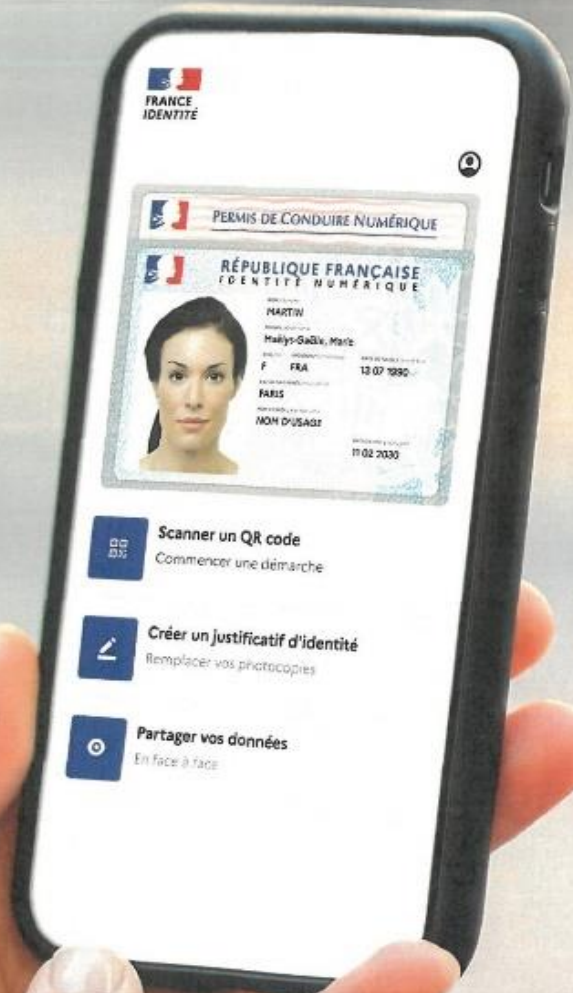 FRANCE
IDENTITÉ
PERMIS DE CONDUIRE NUMÉRIQUE
RÉPUBLIQUE FRANÇAISE
IDENTITÉ NUMÉRIQUE
MARTIN
Maëlys-Gaëlle, Marie
F FRA 13 07 1990
PARIS
NOM D'USAGE
11 02 2030
Scanner un QR code
Commencer une démarche
Créer un justificatif d'identité
Remplacer vos photocopies
Partager vos données
En face à face